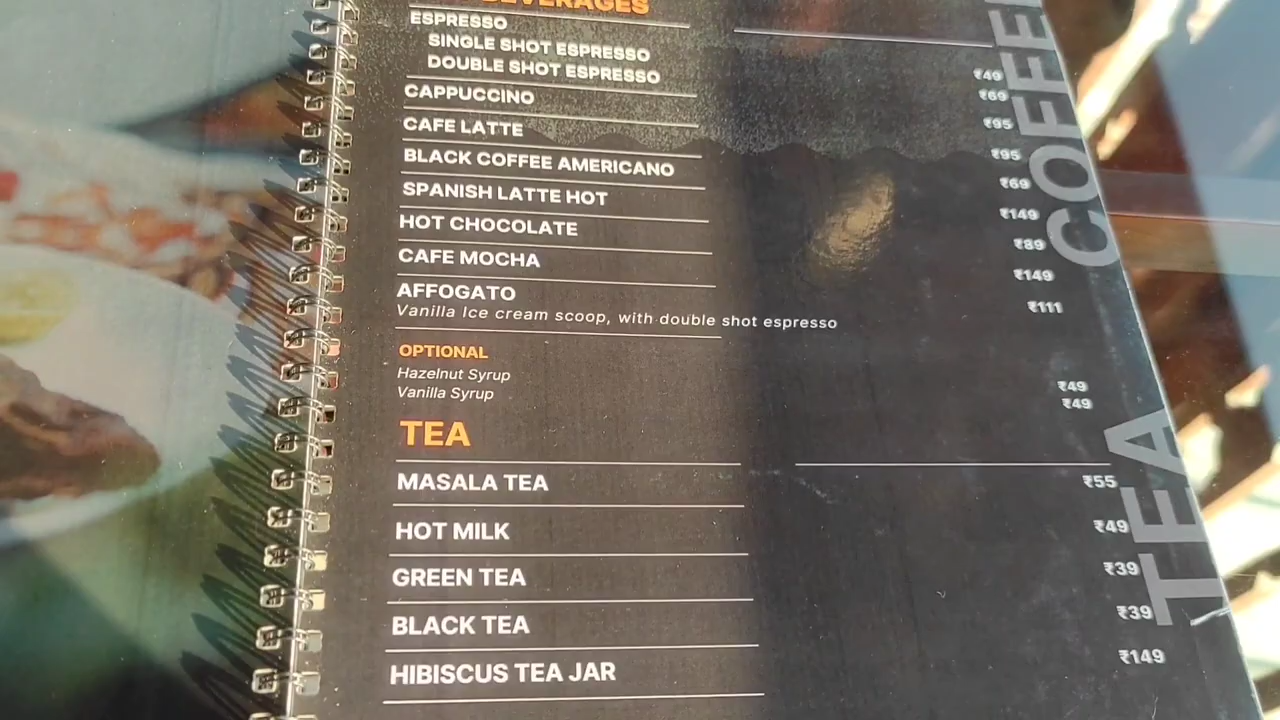 BEVERAGES
ESPRESSO
SINGLE SHOT ESPRESSO ₹49
DOUBLE SHOT ESPRESSO ₹69
CAPPUCCINO ₹95
CAFE LATTE ₹95
BLACK COFFEE AMERICANO ₹69
SPANISH LATTE HOT ₹149
HOT CHOCOLATE ₹89
CAFE MOCHA ₹149
AFFOGATO ₹111
Vanilla Ice cream scoop, with double shot espresso
OPTIONAL
Hazelnut Syrup ₹49
Vanilla Syrup ₹49
TEA
MASALA TEA ₹55
HOT MILK ₹49
GREEN TEA ₹39
BLACK TEA ₹39
HIBISCUS TEA JAR ₹149
COFFEE
TEA